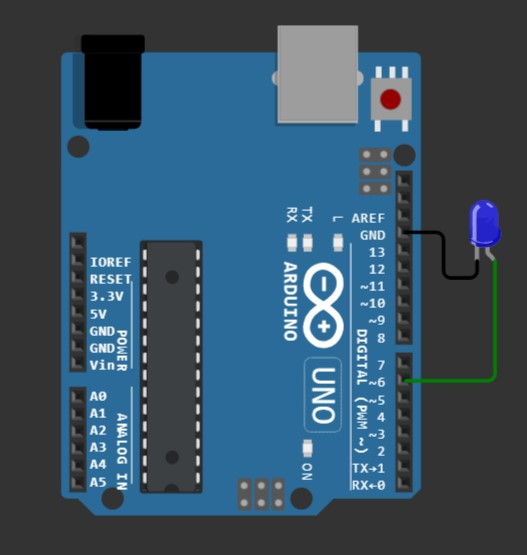 RX
TX
L
AREF
GND
13
12
~11
~10
~9
8
7
~6
~5
4
~3
2
TX→1
RX←0
DIGITAL (PWM ~)
ARDUINO
UNO
ON
IOREF
RESET
3.3V
5V
GND
GND
Vin
POWER
A0
A1
A2
A3
A4
A5
ANALOG IN